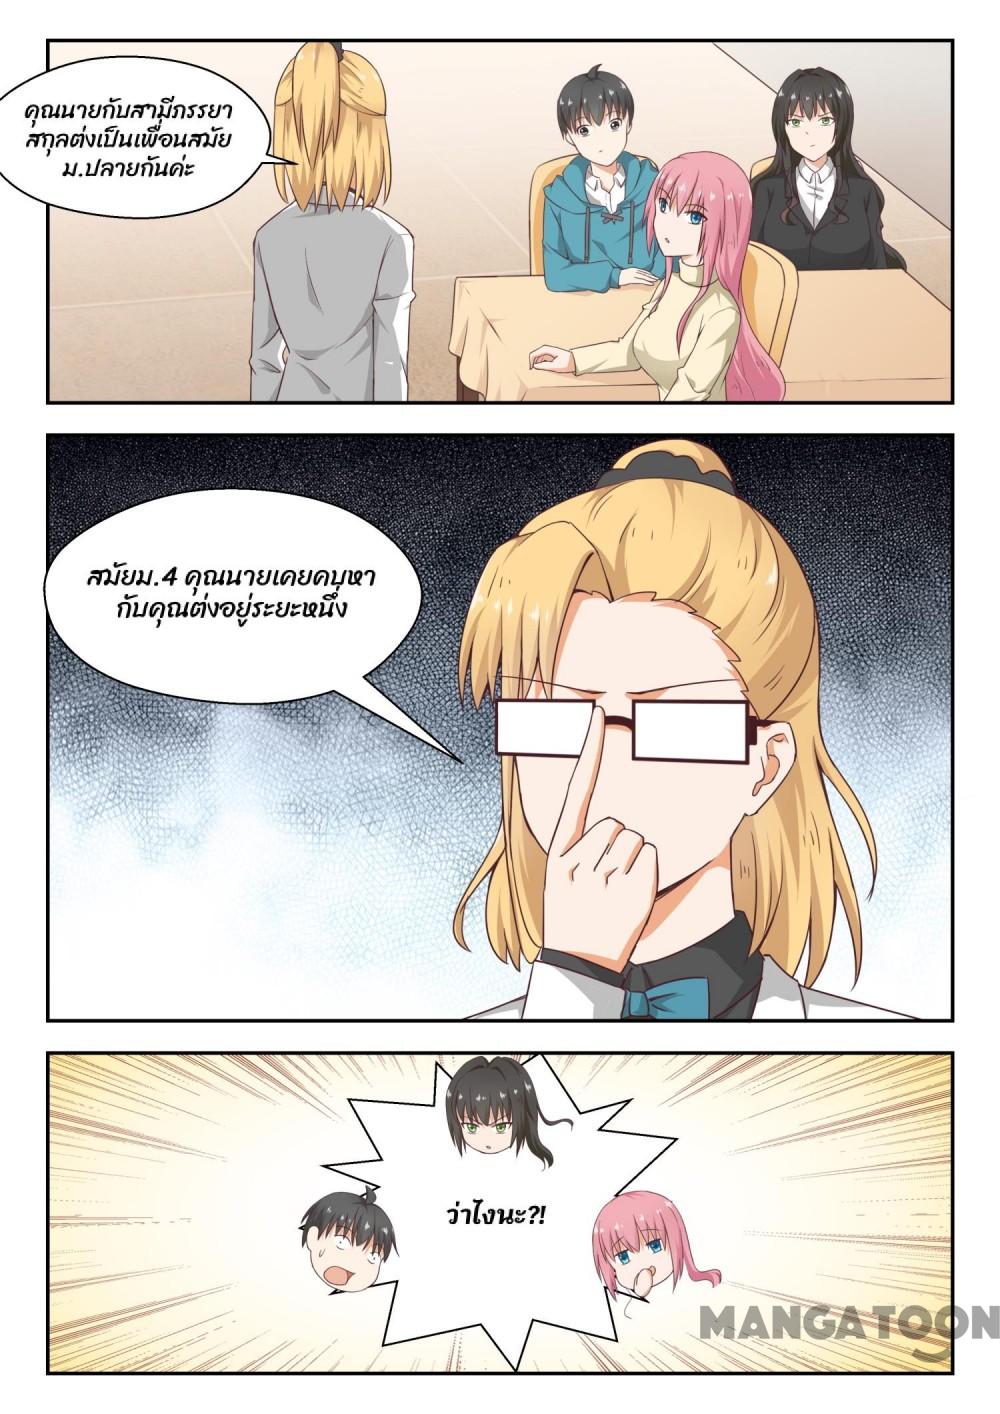 คุณนายกับสามีภรรยา
สกุลต่งเป็นเพื่อนสมัย
ม.ปลายกันค่ะ
สมัยม.4 คุณนายเคยคบหา
กับคุณต่งอยู่ระยะหนึ่ง
ว่าไงนะ?!
MANGATOON